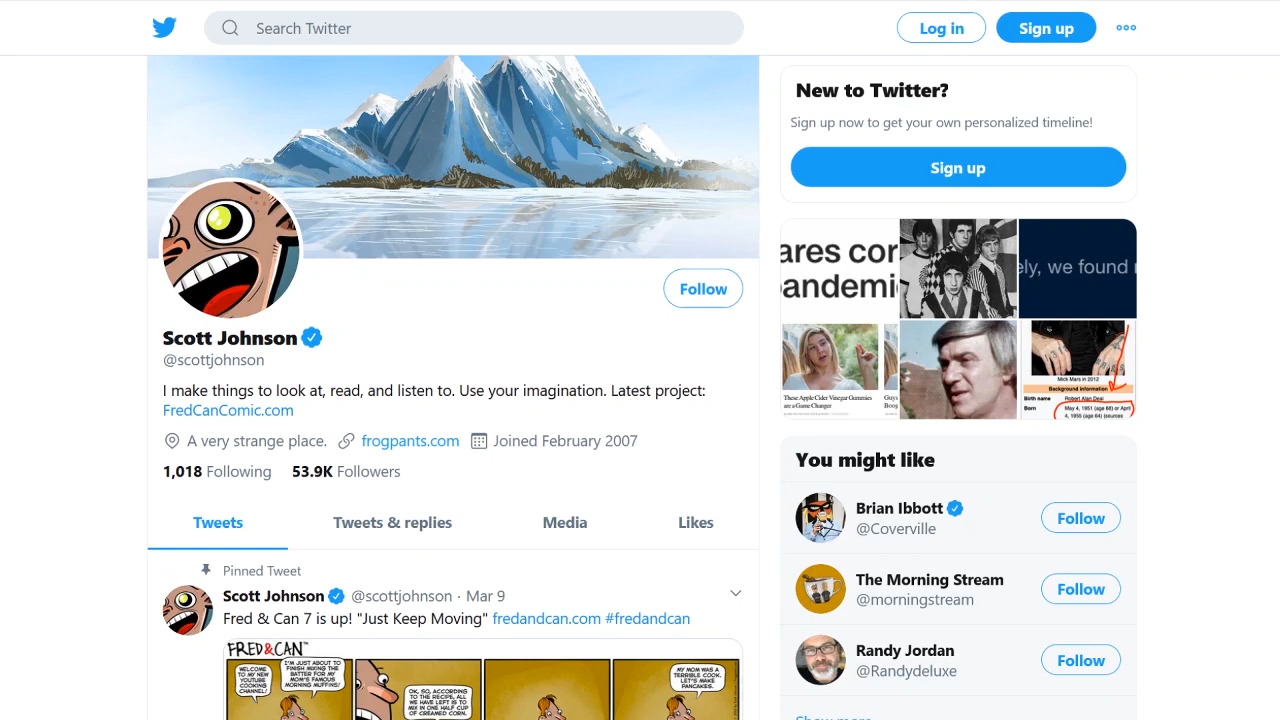 Search Twitter
Log in
Sign up
Follow
Scott Johnson
@scottjohnson
I make things to look at, read, and listen to. Use your imagination. Latest project:
FredCanComic.com
A very strange place. frogpants.com Joined February 2007
1,018 Following 53.9K Followers
Tweets
Tweets & replies
Media
Likes
Pinned Tweet
Scott Johnson @scottjohnson · Mar 9
Fred & Can 7 is up! "Just Keep Moving" fredandcan.com #fredandcan
FRED&CAN™
WELCOME
TO MY NEW
YOUTUBE
COOKING
CHANNEL!
I'M JUST ABOUT TO
FINISH MIXING THE
BATTER FOR MY
MOM'S FAMOUS
MORNING MUFFINS!
OK, SO, ACCORDING
TO THE RECIPE, ALL
WE HAVE LEFT IS TO
MIX IN ONE HALF CUP
OF CREAMED CORN.
MY MOM WAS A
TERRIBLE COOK.
LET'S MAKE
PANCAKES.
New to Twitter?
Sign up now to get your own personalized timeline!
Sign up
ares cor
andemi
ely, we found
These Apple Cider Vinegar Gummies
are a Game Changer
Guys
Boog
Mick Mars in 2012
Background information
Birth name Robert Alan Deal
Born May 4, 1951 (age 68) or April
4, 1955 (age 64) (sources
You might like
Brian Ibbott
@Coverville
Follow
The Morning Stream
@morningstream
Follow
Randy Jordan
@Randydeluxe
Follow
Show more